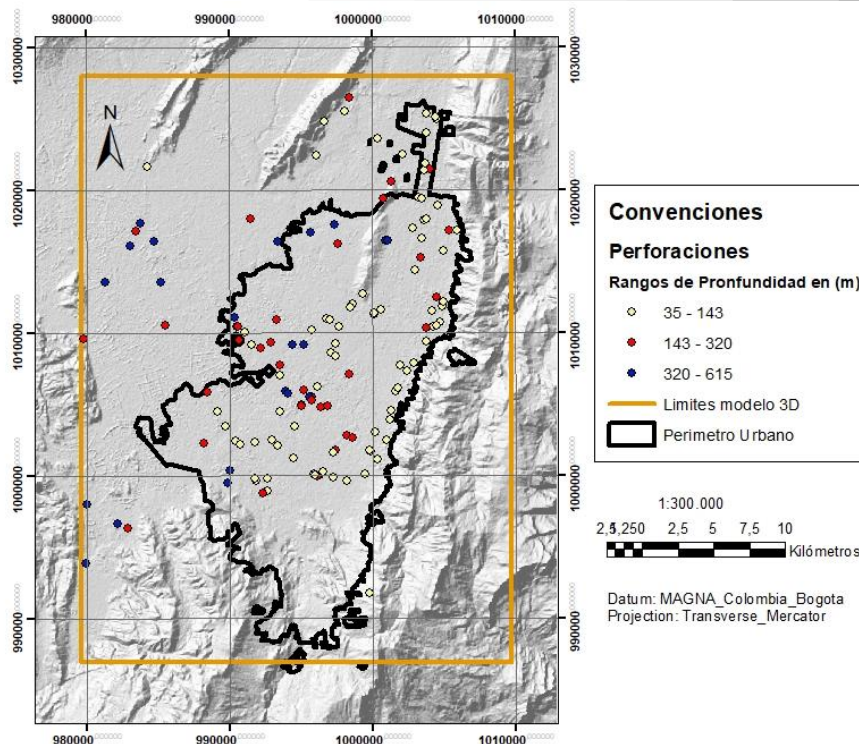 980000
990000
1000000
1010000
1030000
1030000
N
1020000
1020000
1010000
1010000
1000000
1000000
990000
990000
980000
990000
1000000
1010000
Convenciones
Perforaciones
Rangos de Pronfundidad en (m)
35 - 143
143 - 320
320 - 615
Limites modelo 3D
Perimetro Urbano
1:300.000
2,5 1,25 0 2,5 5 7,5 10
Kilómetros
Datum: MAGNA_Colombia_Bogota
Projection: Transverse_Mercator